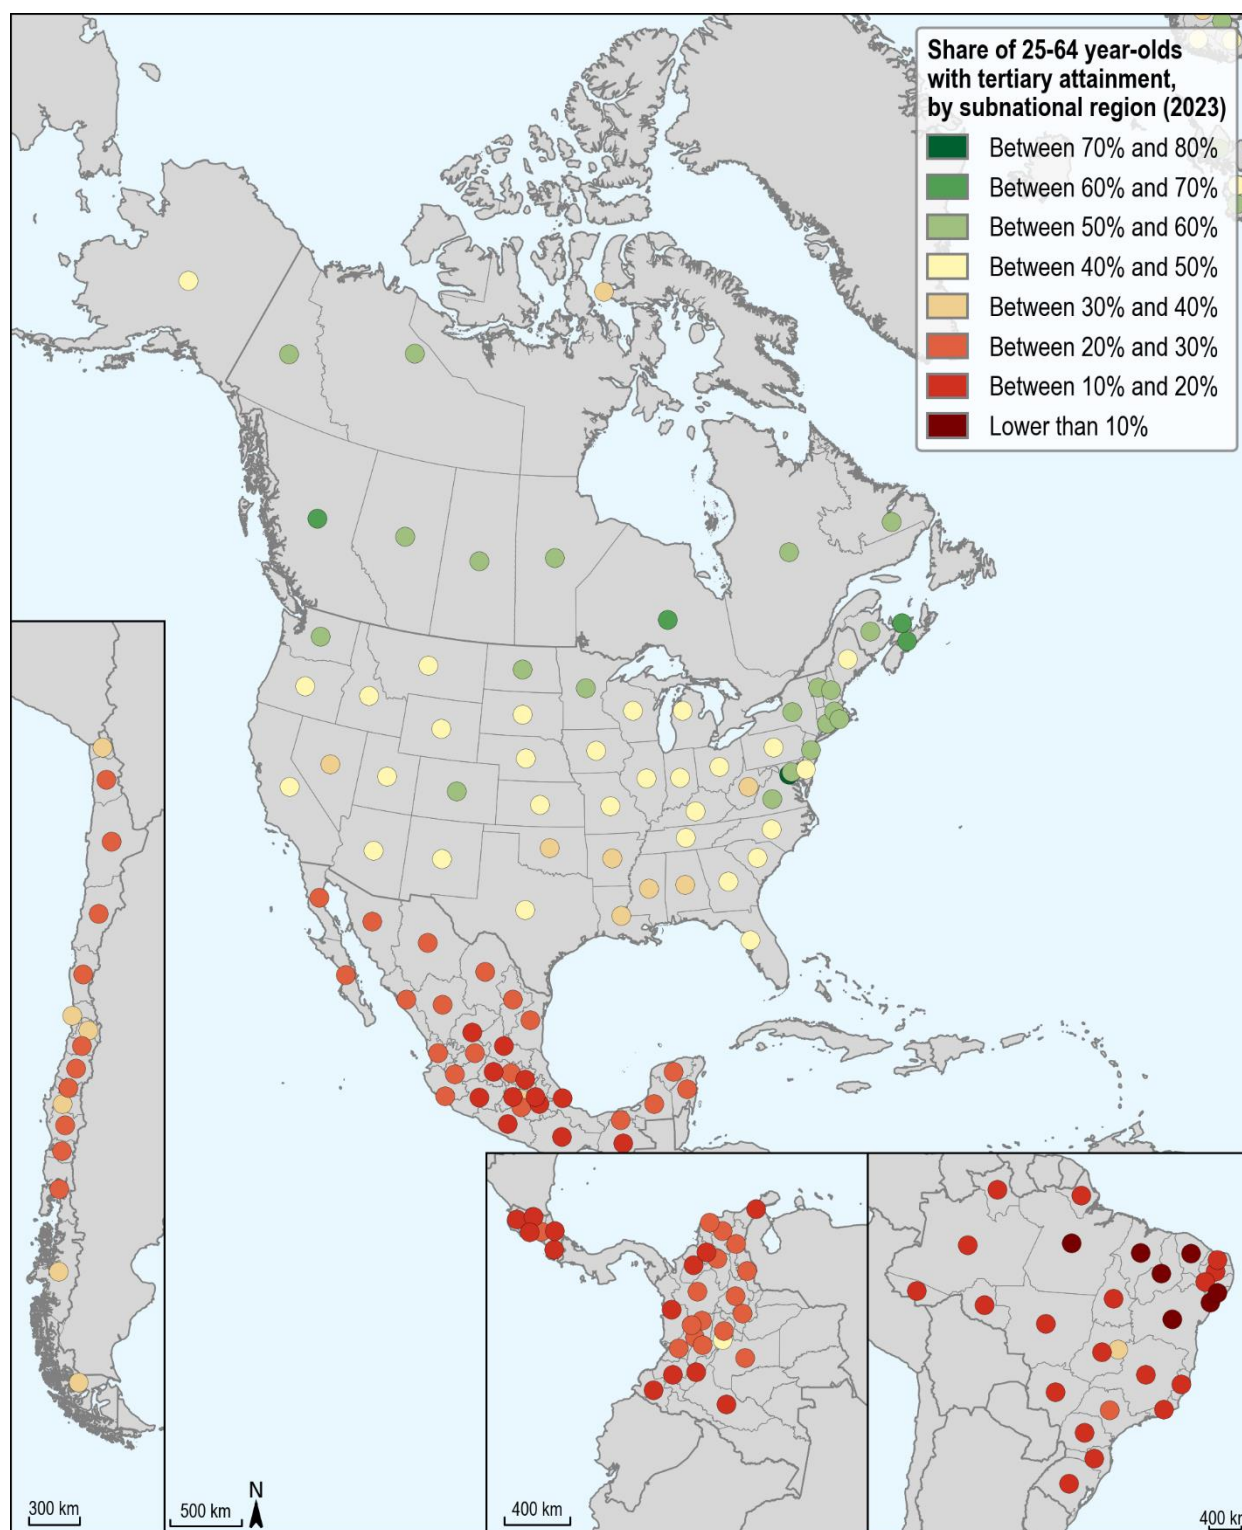 Share of 25-64 year-olds
with tertiary attainment,
by subnational region (2023)
Between 70% and 80%
Between 60% and 70%
Between 50% and 60%
Between 40% and 50%
Between 30% and 40%
Between 20% and 30%
Between 10% and 20%
Lower than 10%
300 km
500 km
N
400 km
400 km